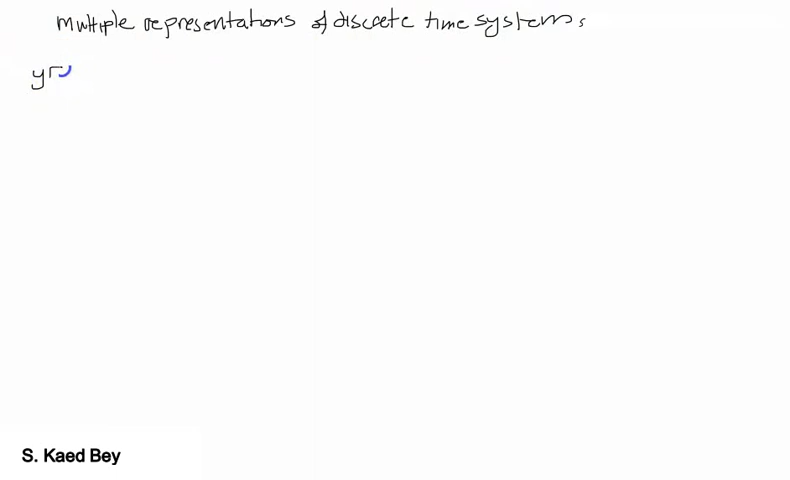 multiple representations of discrete time systems
y[
S. Kaed Bey